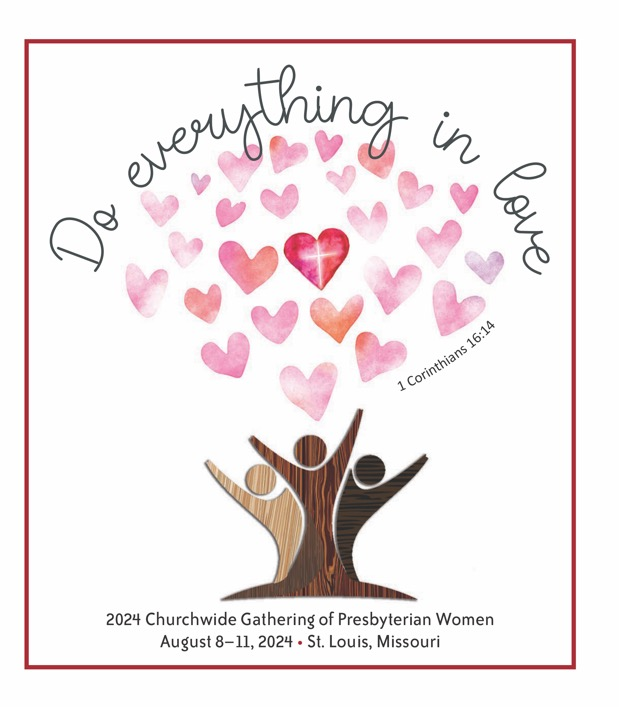 Do everything in love
1 Corinthians 16:14
2024 Churchwide Gathering of Presbyterian Women
August 8–11, 2024 • St. Louis, Missouri